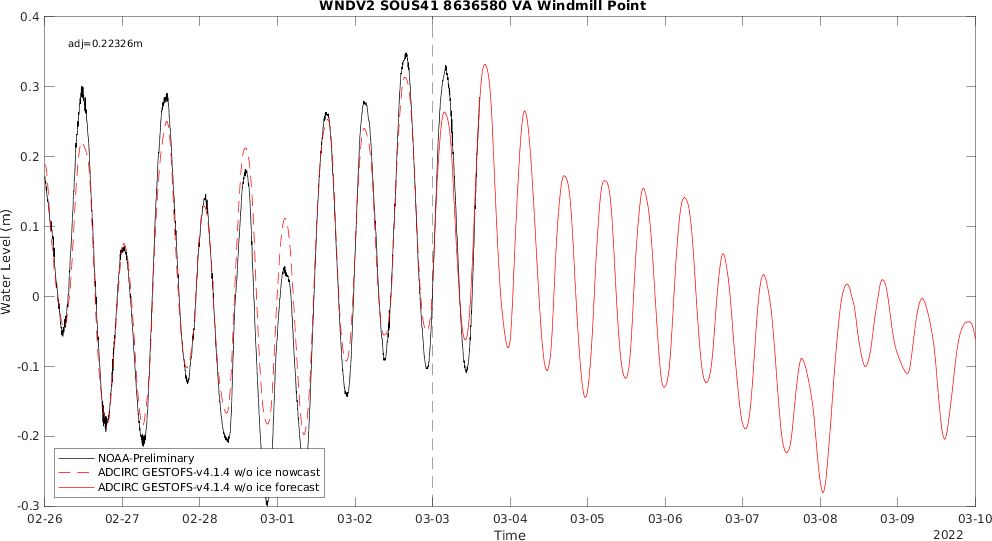 WNDV2 SOUS41 8636580 VA Windmill Point
adj=0.22326m
Water Level (m)
0.4
0.3
0.2
0.1
0
-0.1
-0.2
-0.3
NOAA-Preliminary
ADCIRC GESTOFS-v4.1.4 w/o ice nowcast
ADCIRC GESTOFS-v4.1.4 w/o ice forecast
02-26 02-27 02-28 03-01 03-02 03-03 03-04 03-05 03-06 03-07 03-08 03-09 03-10
Time
2022